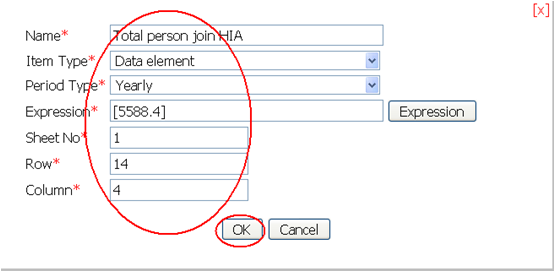 [x]
Name* Total person join HIA
Item Type* Data element
Period Type* Yearly
Expression* [5588.4] Expression
Sheet No* 1
Row* 14
Column* 4
OK Cancel